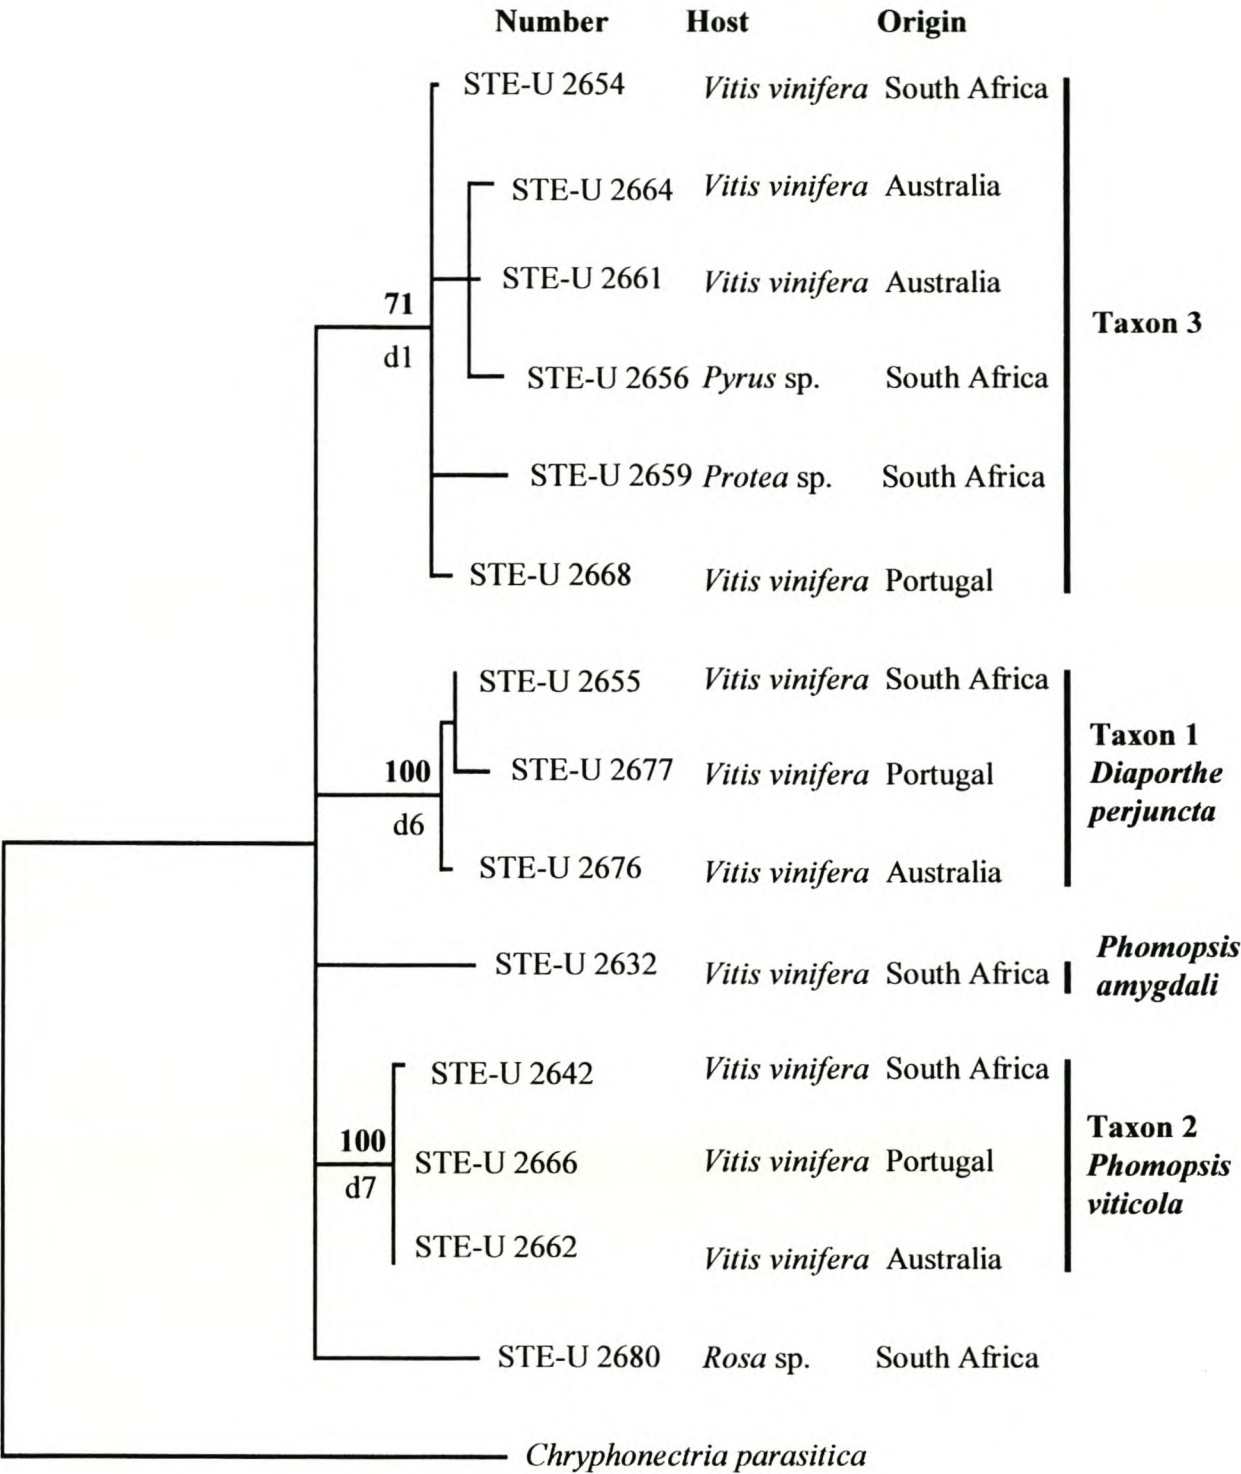 Number Host Origin
STE-U 2654 Vitis vinifera South Africa
STE-U 2664 Vitis vinifera Australia
STE-U 2661 Vitis vinifera Australia
71
Taxon 3
d1
STE-U 2656 Pyrus sp. South Africa
STE-U 2659 Protea sp. South Africa
STE-U 2668 Vitis vinifera Portugal
STE-U 2655 Vitis vinifera South Africa
Taxon 1
Diaporthe
perjuncta
100
d6
STE-U 2677 Vitis vinifera Portugal
STE-U 2676 Vitis vinifera Australia
STE-U 2632 Vitis vinifera South Africa
Phomopsis
amygdali
STE-U 2642 Vitis vinifera South Africa
100
d7
STE-U 2666 Vitis vinifera Portugal
Taxon 2
Phomopsis
viticola
STE-U 2662 Vitis vinifera Australia
STE-U 2680 Rosa sp. South Africa
Chryphonectria parasitica